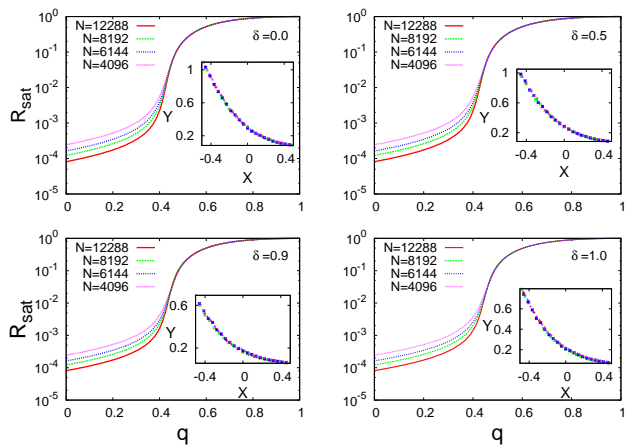 10^0
10^-1
10^-2
10^-3
10^-4
10^-5
R_sat
N=12288
N=8192
N=6144
N=4096
δ=0.0
Y
1
0.6
0.2
-0.4 0 0.4
X
0 0.2 0.4 0.6 0.8 1
10^0
10^-1
10^-2
10^-3
10^-4
10^-5
N=12288
N=8192
N=6144
N=4096
δ=0.5
Y
1
0.6
0.2
-0.4 0 0.4
X
0 0.2 0.4 0.6 0.8 1
10^0
10^-1
10^-2
10^-3
10^-4
10^-5
R_sat
N=12288
N=8192
N=6144
N=4096
δ=0.9
Y
0.6
0.2
-0.4 0 0.4
X
0 0.2 0.4 0.6 0.8 1
q
10^0
10^-1
10^-2
10^-3
10^-4
10^-5
N=12288
N=8192
N=6144
N=4096
δ=1.0
Y
0.8
0.6
0.4
0.2
-0.4 0 0.4
X
0 0.2 0.4 0.6 0.8 1
q